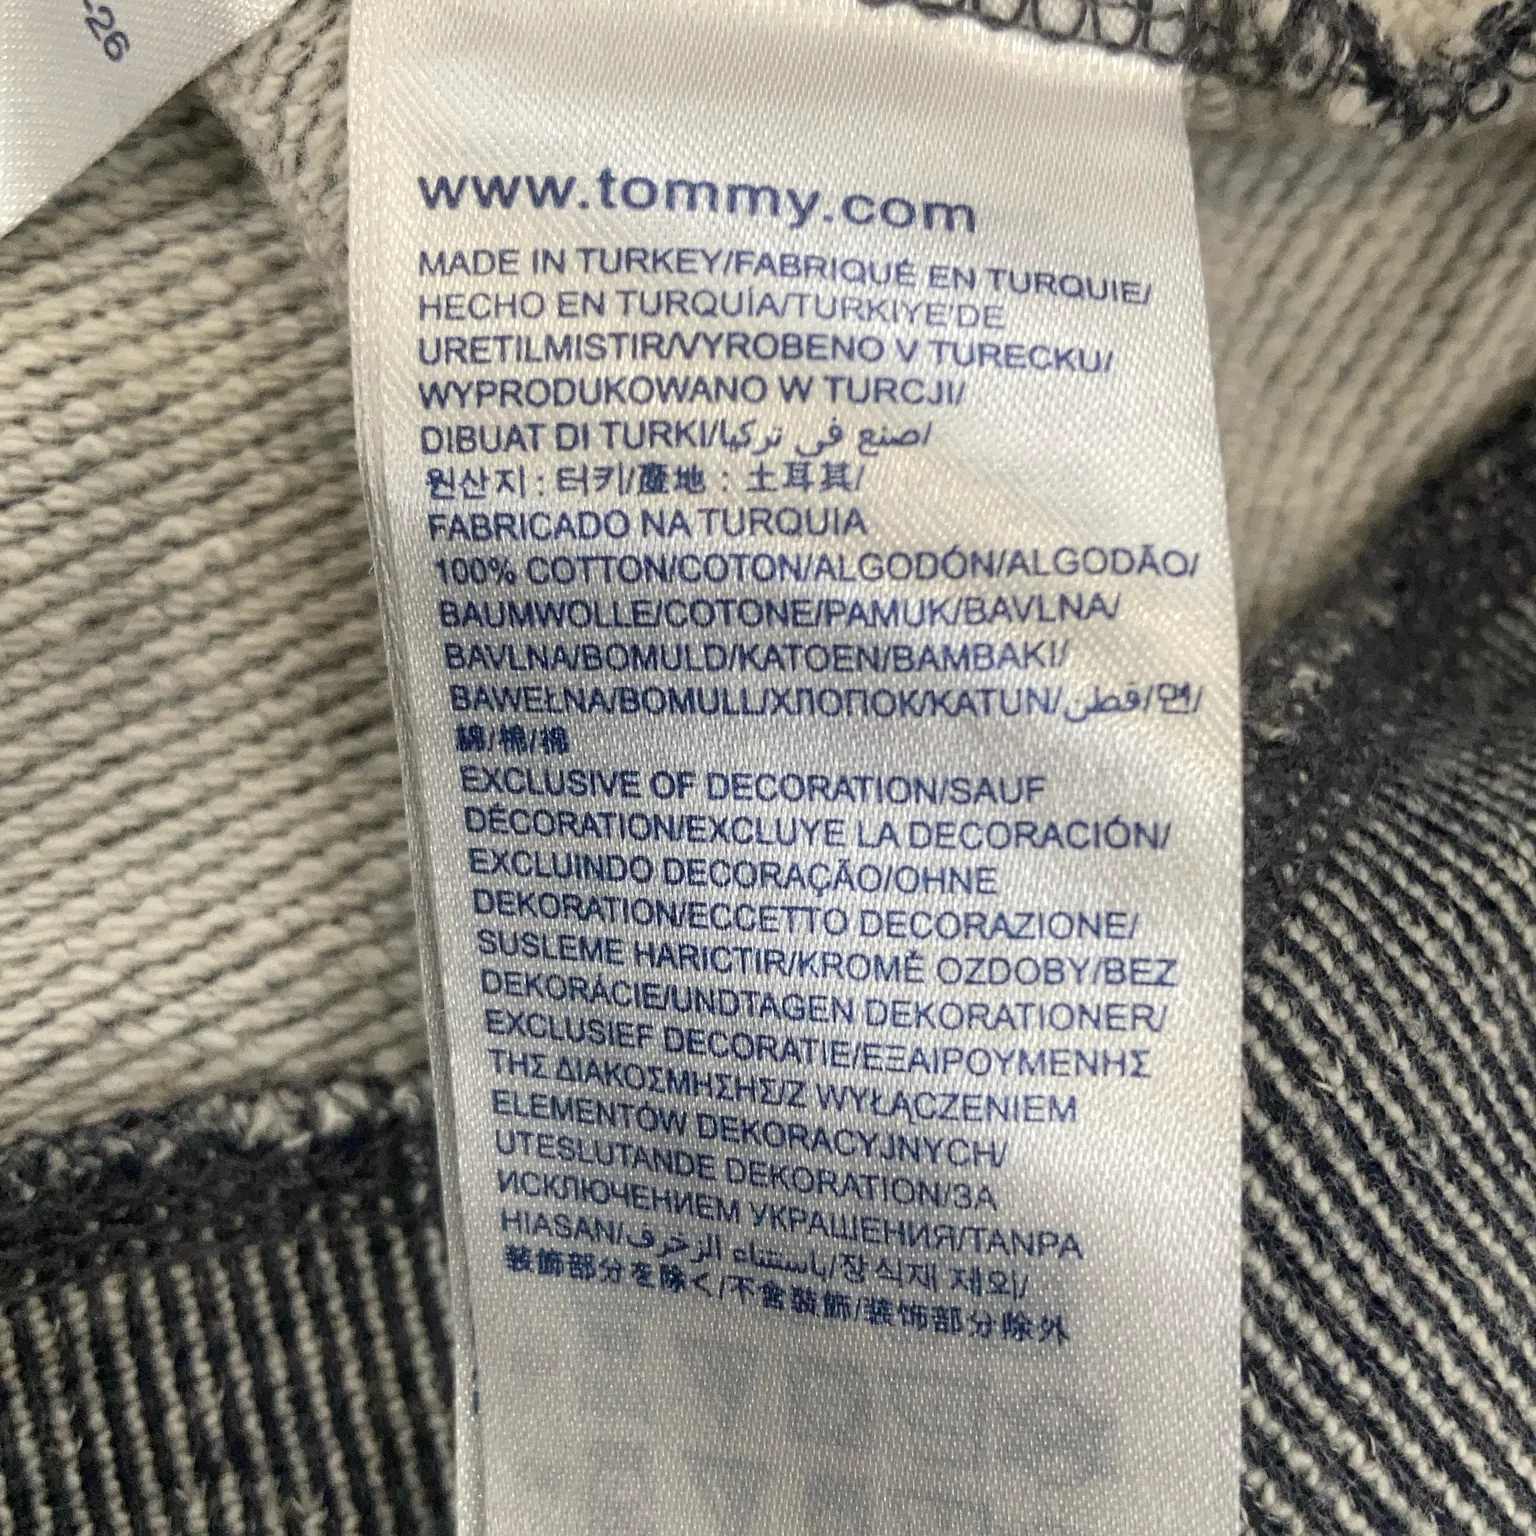 -26
www.tommy.com
MADE IN TURKEY/FABRIQUÉ EN TURQUIE/
HECHO EN TURQUÍA/TURKIYE'DE
URETILMISTIR/VYROBENO V TURECKU/
WYPRODUKOWANO W TURCJI/
DIBUAT DI TURKI/صنع في تركيا/
원산지 : 터키/產地 : 土耳其/
FABRICADO NA TURQUIA
100% COTTON/COTON/ALGODÓN/ALGODÃO/
BAUMWOLLE/COTONE/PAMUK/BAVLNA/
BAVLNA/BOMULD/KATOEN/BAMBAKI/
BAWEŁNA/BOMULL/ХЛОПОК/KATUN/قطن/면/
綿/棉/棉
EXCLUSIVE OF DECORATION/SAUF
DÉCORATION/EXCLUYE LA DECORACIÓN/
EXCLUINDO DECORAÇÃO/OHNE
DEKORATION/ECCETTO DECORAZIONE/
SUSLEME HARICTIR/KROMĚ OZDOBY/BEZ
DEKORÁCIE/UNDTAGEN DEKORATIONER/
EXCLUSIEF DECORATIE/ΕΞΑΙΡΟΥΜΕΝΗΣ
ΤΗΣ ΔΙΑΚΟΣΜΗΣΗΣ/Z WYŁĄCZENIEM
ELEMENTÓW DEKORACYJNYCH/
UTESLUTANDE DEKORATION/ЗА
ИСКЛЮЧЕНИЕМ УКРАШЕНИЯ/TANPA
HIASAN/باستثناء الزخرف/장식재 제외/
装飾部分を除く/不含裝飾/装饰部分除外